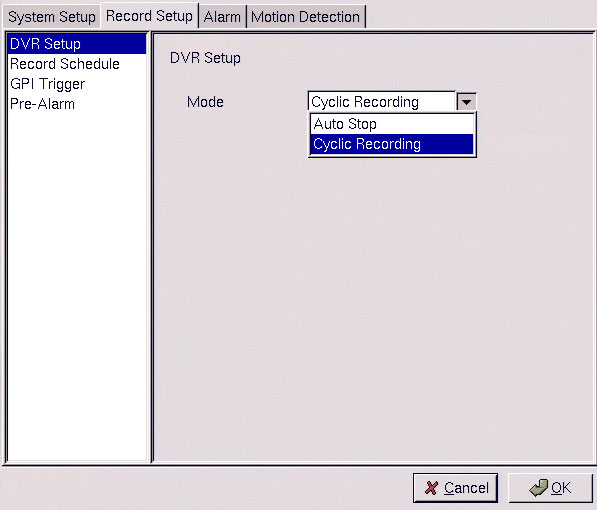 System Setup Record Setup Alarm Motion Detection
DVR Setup
Record Schedule
GPI Trigger
Pre-Alarm
DVR Setup
Mode Cyclic Recording
Auto Stop
Cyclic Recording
Cancel OK